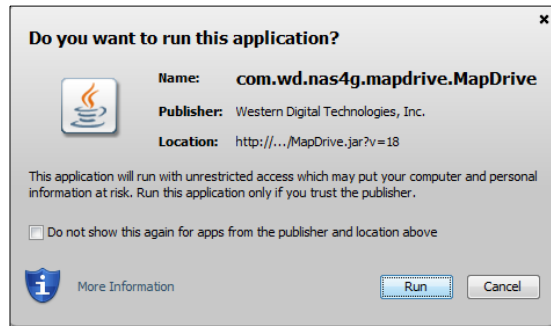 Do you want to run this application?
Name: com.wd.nas4g.mapdrive.MapDrive
Publisher: Western Digital Technologies, Inc.
Location: http://.../MapDrive.jar?v=18
This application will run with unrestricted access which may put your computer and personal
information at risk. Run this application only if you trust the publisher.
Do not show this again for apps from the publisher and location above
More Information
Run
Cancel